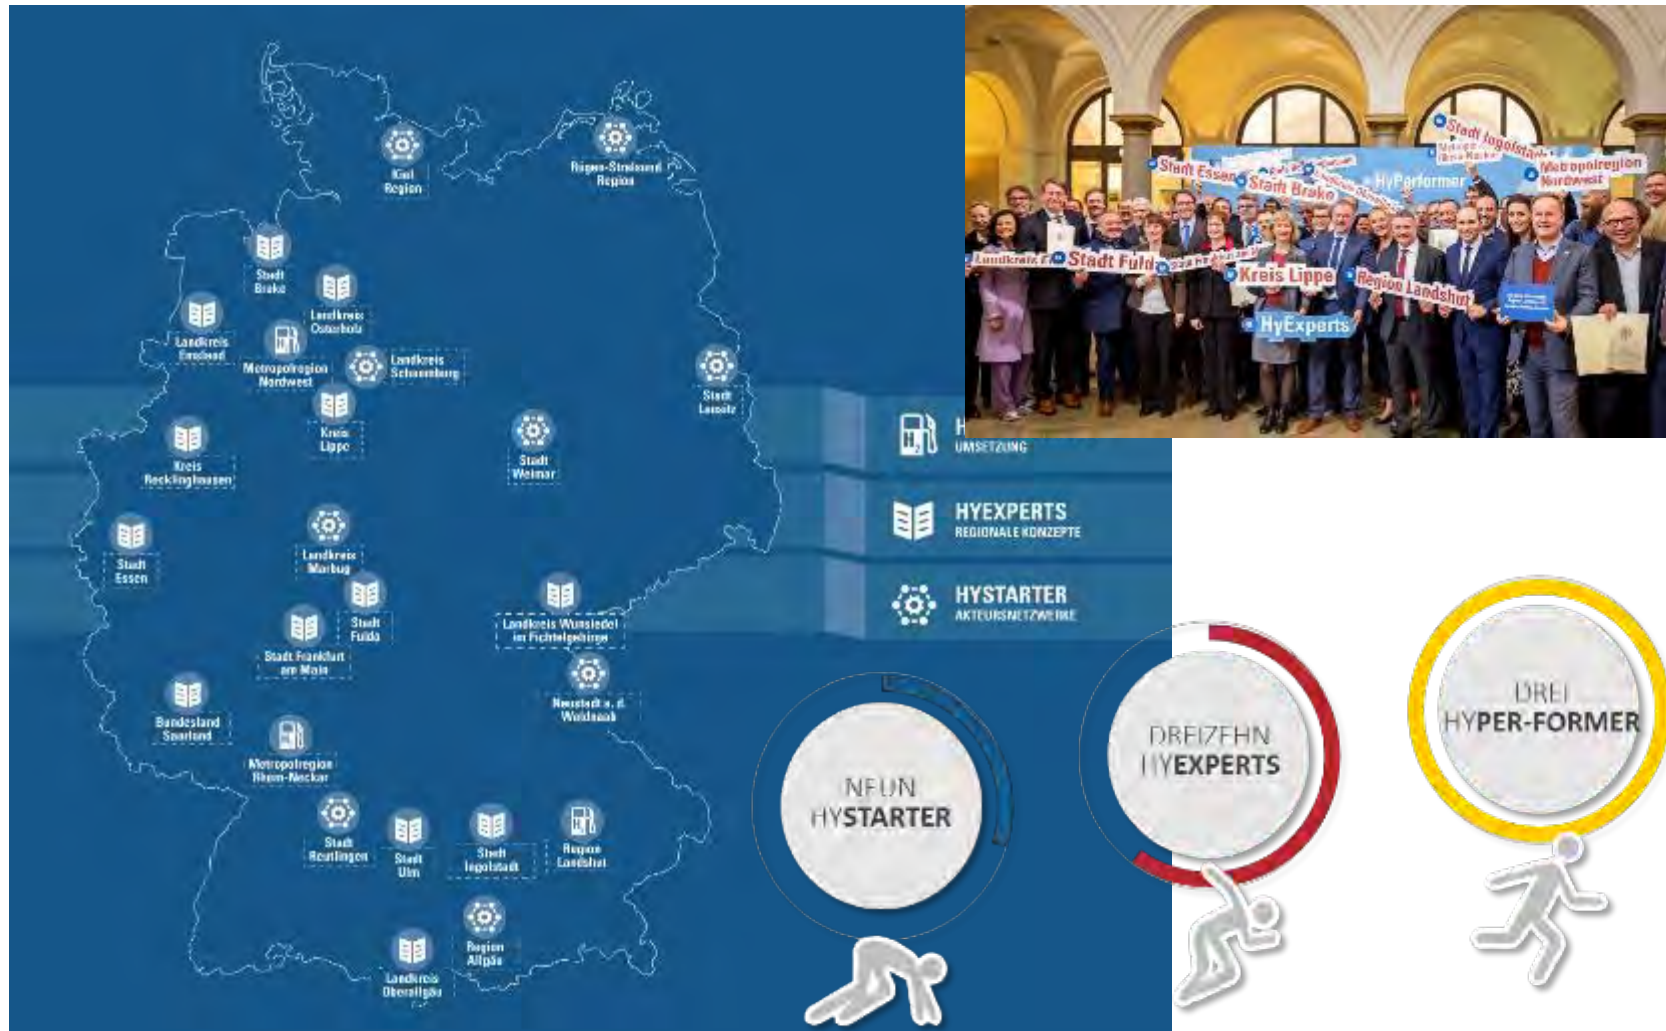 Kiel
Region
Rügen-Stralsund
Region
Stadt
Brake
Landkreis
Osterholz
Landkreis
Emsland
Metropolregion
Nordwest
Landkreis
Schaumburg
Kreis
Lippe
Stadt
Lausitz
Kreis
Recklinghausen
Stadt
Weimar
Stadt
Essen
Landkreis
Marbug
Stadt
Fulda
Stadt Frankfurt
am Main
Landkreis Wunsiedel
im Fichtelgebirge
Neustadt a. d.
Waldnaab
Bundesland
Saarland
Metropolregion
Rhein-Neckar
Stadt
Reutlingen
Stadt
Ulm
Stadt
Ingolstadt
Region
Landshut
Region
Allgäu
Landkreis
Oberallgäu
H
UMSETZUNG
HYEXPERTS
REGIONALE KONZEPTE
HYSTARTER
AKTEURSNETZWERKE
Stadt Ingolstadt
Stadt Essen
Stadt Brake
HyPerformer
Metropolregion
Nordwest
Landkreis
Stadt Fuld
Kreis Lippe
Region Landshut
HyExperts
NEUN
HYSTARTER
DREIZEHN
HYEXPERTS
DREI
HYPER-FORMER